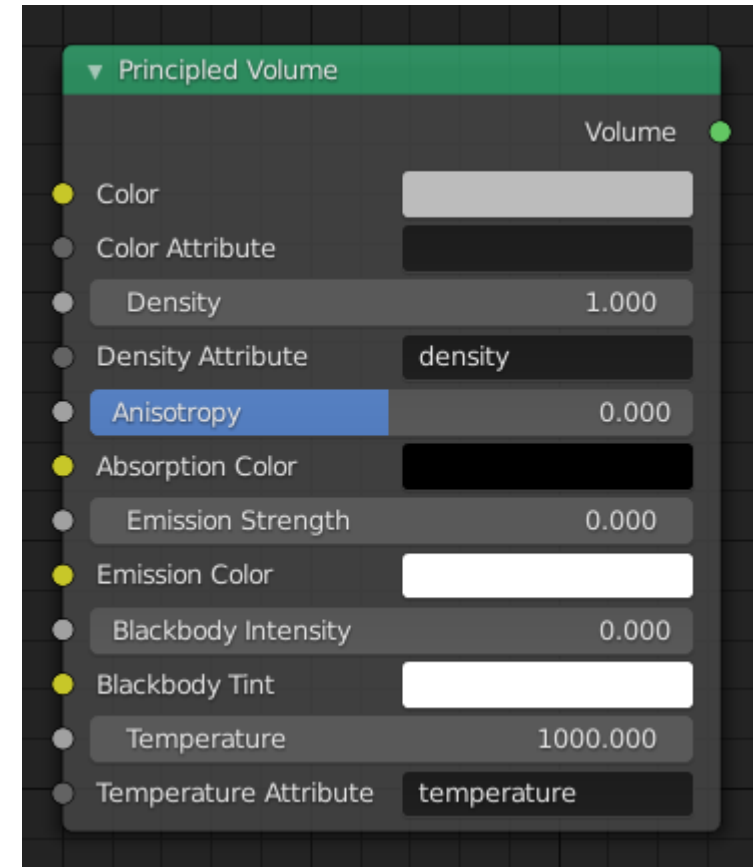 Principled Volume
Volume
Color
Color Attribute
Density 1.000
Density Attribute density
Anisotropy 0.000
Absorption Color
Emission Strength 0.000
Emission Color
Blackbody Intensity 0.000
Blackbody Tint
Temperature 1000.000
Temperature Attribute temperature